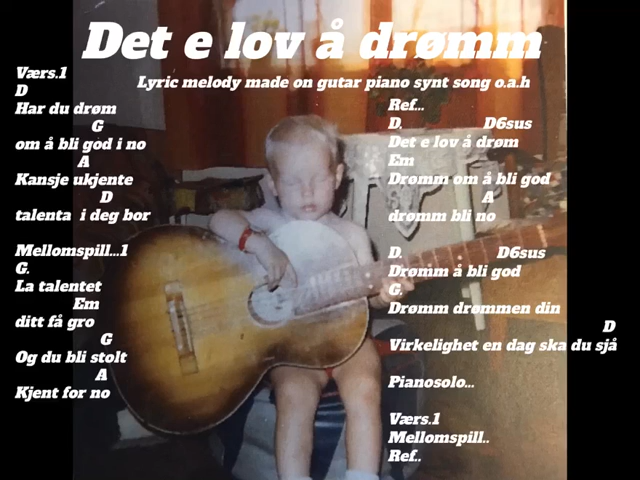 Det e lov å drømm
Lyric melody made on gutar piano synt song o.a.h
Værs.1
D
Har du drøm
G
om å bli god i no
A
Kansje ukjente
D
talenta i deg bor
Mellomspill...1
G.
La talentet
Em
ditt få gro
G
Og du bli stolt
A
Kjent for no
Ref...
D. D6sus
Det e lov å drøm
Em
Drømm om å bli god
A
drømm bli no
D. D6sus
Drømm å bli god
G.
Drømm drømmen din
D
Virkelighet en dag ska du sjå
Pianosolo...
Værs.1
Mellomspill..
Ref..